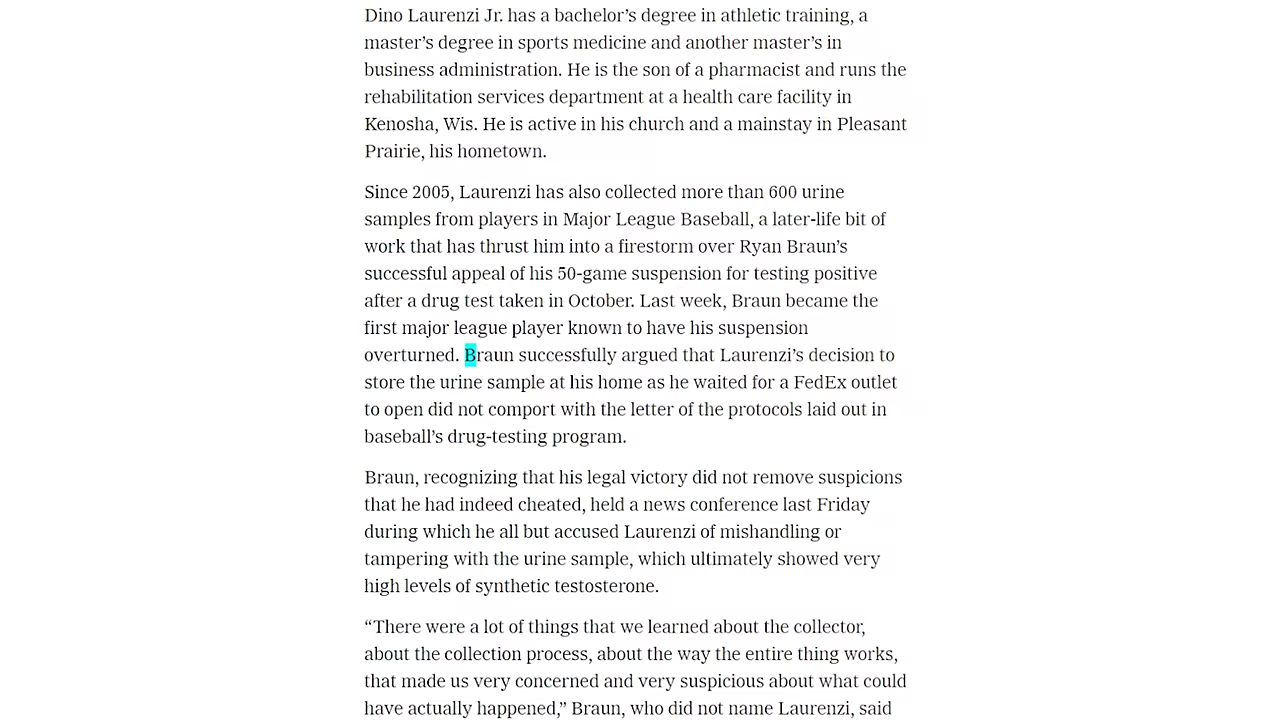 Dino Laurenzi Jr. has a bachelor’s degree in athletic training, a
master’s degree in sports medicine and another master’s in
business administration. He is the son of a pharmacist and runs the
rehabilitation services department at a health care facility in
Kenosha, Wis. He is active in his church and a mainstay in Pleasant
Prairie, his hometown.
Since 2005, Laurenzi has also collected more than 600 urine
samples from players in Major League Baseball, a later-life bit of
work that has thrust him into a firestorm over Ryan Braun’s
successful appeal of his 50-game suspension for testing positive
after a drug test taken in October. Last week, Braun became the
first major league player known to have his suspension
overturned. Braun successfully argued that Laurenzi’s decision to
store the urine sample at his home as he waited for a FedEx outlet
to open did not comport with the letter of the protocols laid out in
baseball’s drug-testing program.
Braun, recognizing that his legal victory did not remove suspicions
that he had indeed cheated, held a news conference last Friday
during which he all but accused Laurenzi of mishandling or
tampering with the urine sample, which ultimately showed very
high levels of synthetic testosterone.
“There were a lot of things that we learned about the collector,
about the collection process, about the way the entire thing works,
that made us very concerned and very suspicious about what could
have actually happened,” Braun, who did not name Laurenzi, said